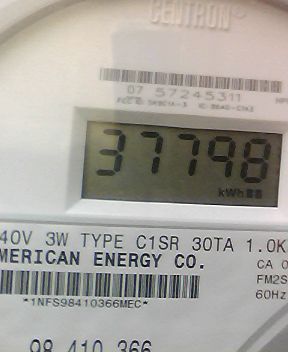 CENTRON®
07 57245311
37798
kWh
40V 3W TYPE C1SR 30TA 1.0K
MERICAN ENERGY CO.
CA 0
FM2S
60Hz
*1NFS98410366MEC*
98 410 366